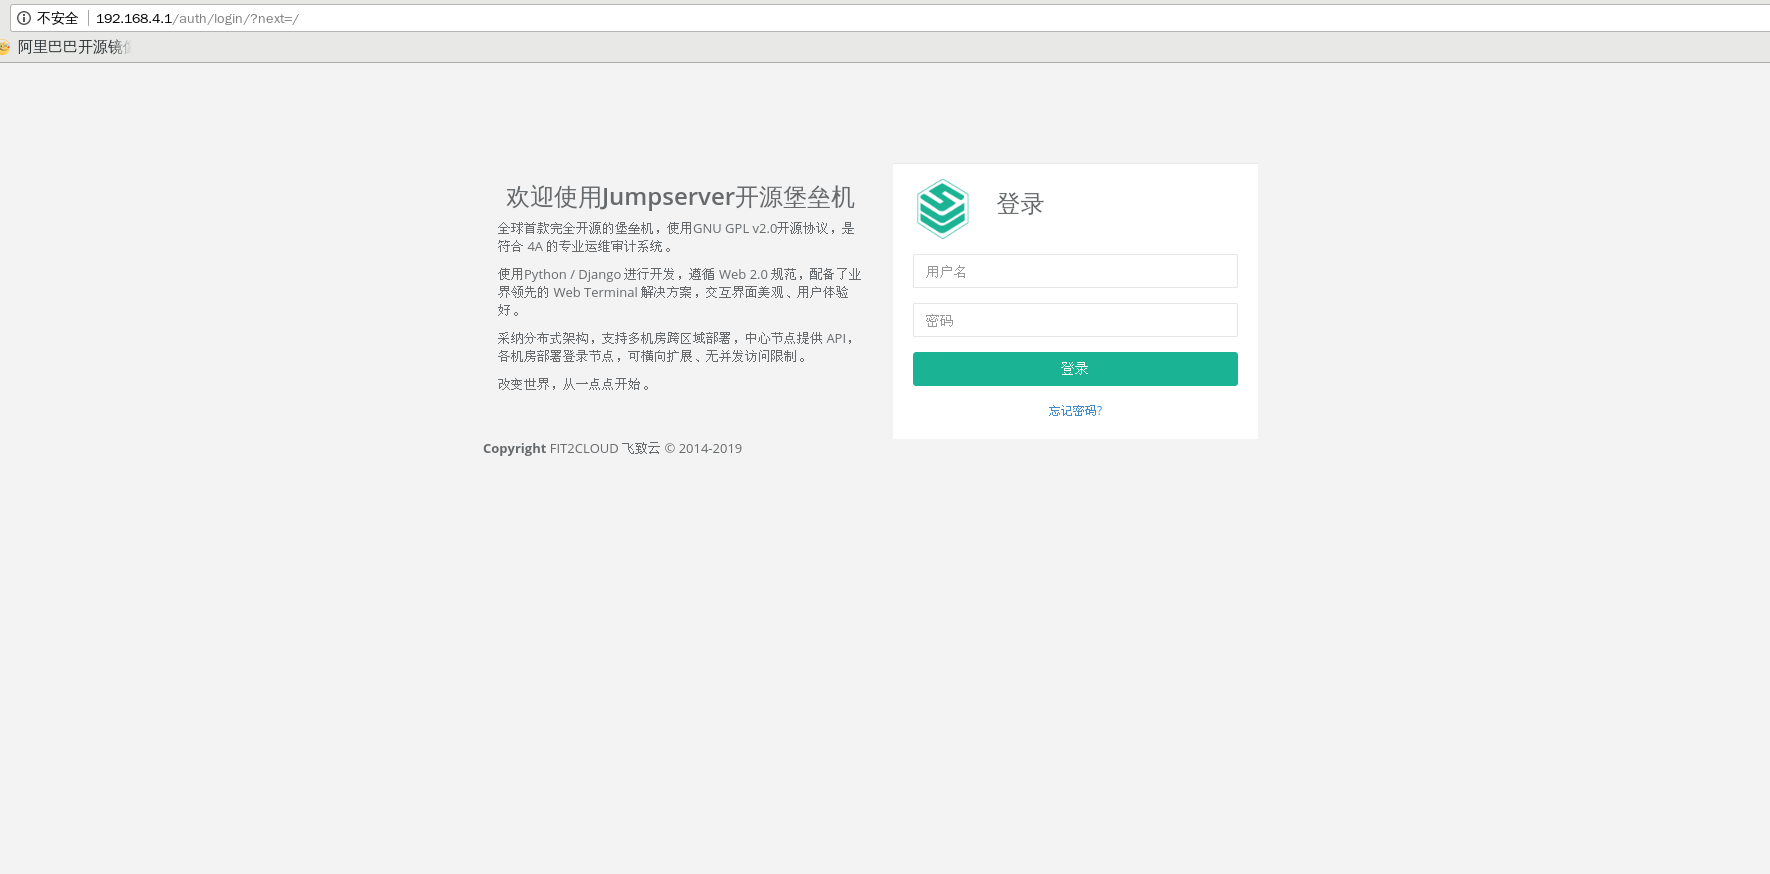 不安全 192.168.4.1/auth/login/?next=/
阿里巴巴开源镜
欢迎使用Jumpserver开源堡垒机
全球首款完全开源的堡垒机，使用GNU GPL v2.0开源协议，是
符合 4A 的专业运维审计系统。
使用Python / Django 进行开发，遵循 Web 2.0 规范，配备了业
界领先的 Web Terminal 解决方案，交互界面美观、用户体验
好。
采纳分布式架构，支持多机房跨区域部署，中心节点提供 API，
各机房部署登录节点，可横向扩展、无并发访问限制。
改变世界，从一点点开始。
登录
用户名
密码
登录
忘记密码?
Copyright FIT2CLOUD 飞致云 © 2014-2019